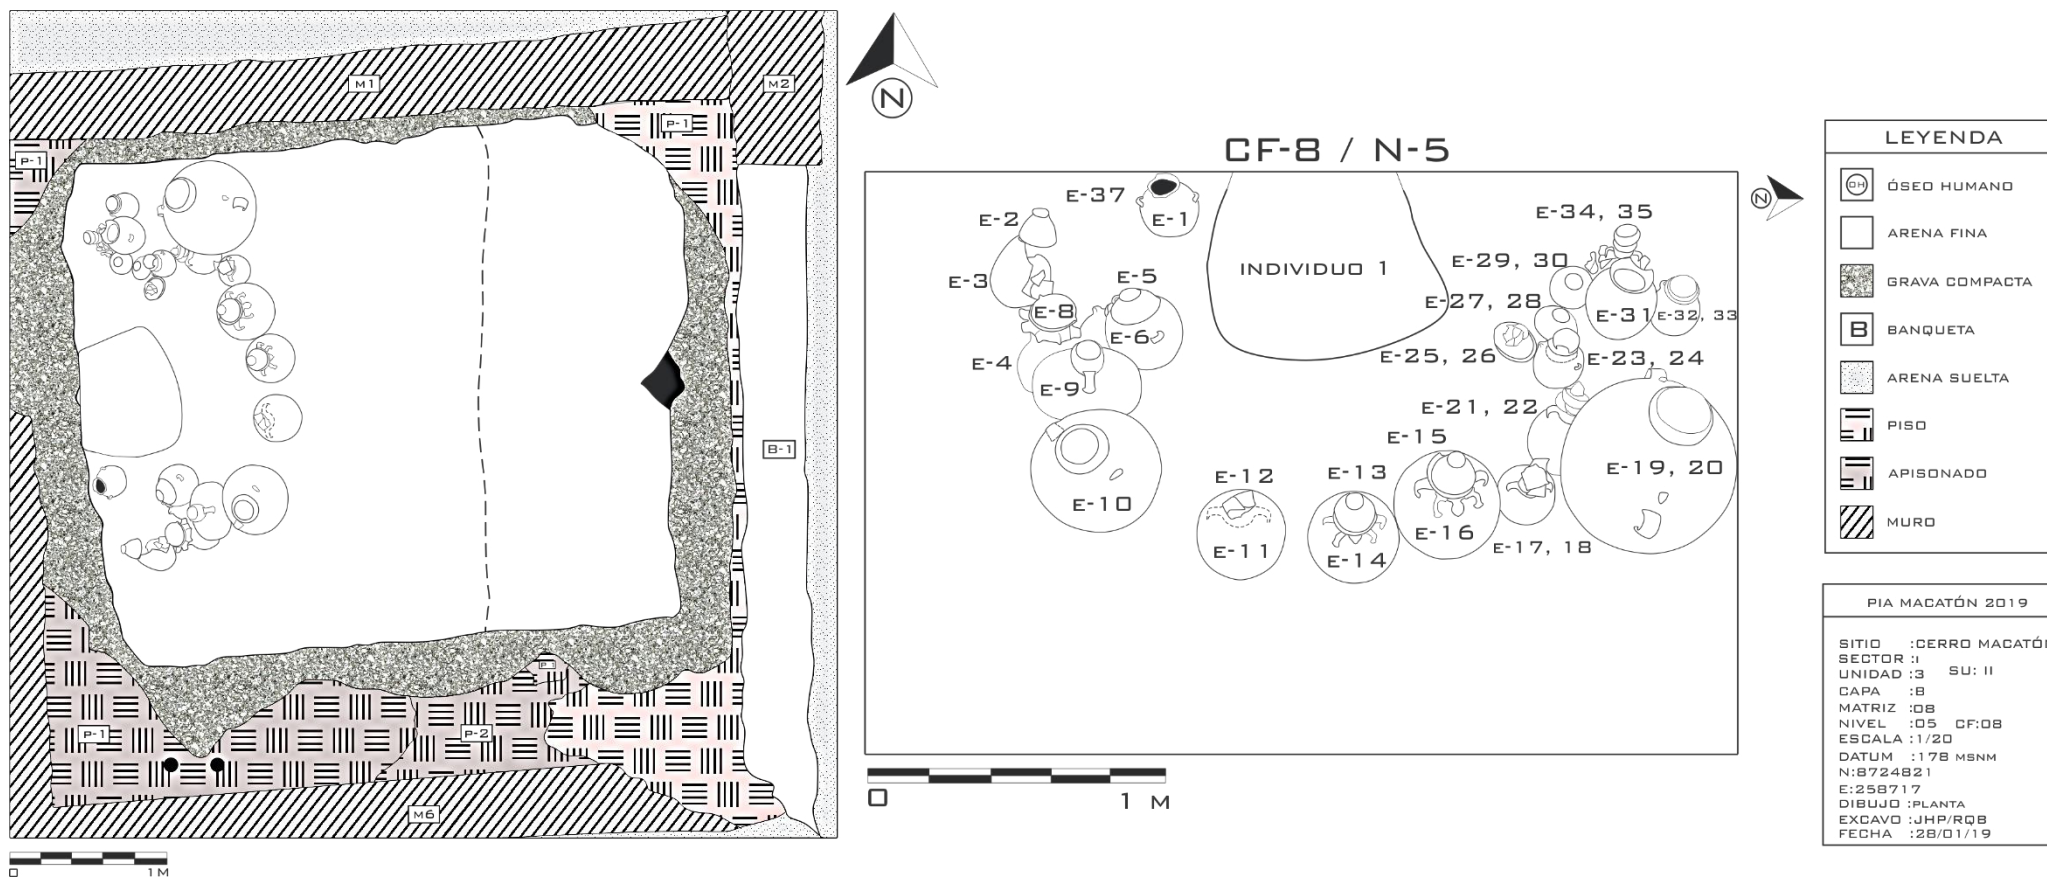 M1
M2
P-1
P-1
B-1
P-1
P-1
P-2
M6
0 1M
N
CF-8 / N-5
E-37
E-1
E-2
E-3
E-8
E-5
E-6
E-4
E-9
E-10
INDIVIDUO 1
E-12
E-11
E-13
E-14
E-15
E-16
E-17, 18
E-34, 35
E-29, 30
E-27, 28
E-31
E-32, 33
E-25, 26
E-23, 24
E-21, 22
E-19, 20
0 1 M
N
LEYENDA
OH ÓSEO HUMANO
ARENA FINA
GRAVA COMPACTA
B BANQUETA
ARENA SUELTA
PISO
APISONADO
MURO
PIA MACATÓN 2019
SITIO :CERRO MACATÓN
SECTOR :I
UNIDAD :3 SU: II
CAPA :8
MATRIZ :08
NIVEL :05 CF:08
ESCALA :1/20
DATUM :178 MSNM
N:8724821
E:258717
DIBUJO :PLANTA
EXCAVO :JHP/RQB
FECHA :28/01/19